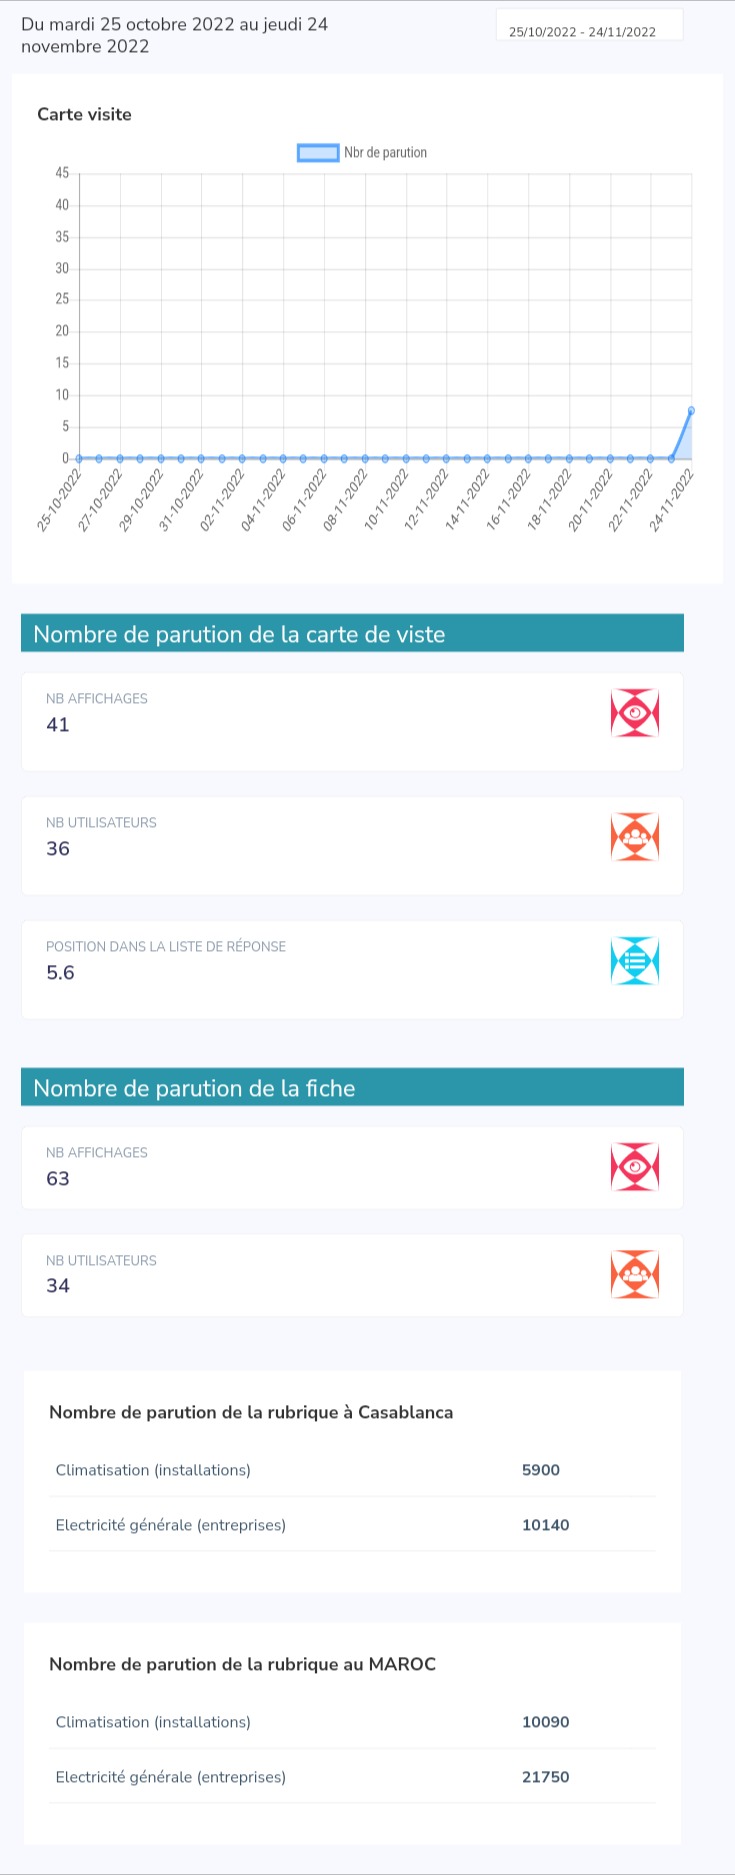 Du mardi 25 octobre 2022 au jeudi 24
novembre 2022
25/10/2022 - 24/11/2022
Carte visite
Nbr de parution
45
40
35
30
25
20
15
10
5
0
25-10-2022
27-10-2022
29-10-2022
31-10-2022
02-11-2022
04-11-2022
06-11-2022
08-11-2022
10-11-2022
12-11-2022
14-11-2022
16-11-2022
18-11-2022
20-11-2022
22-11-2022
24-11-2022
Nombre de parution de la carte de viste
NB AFFICHAGES
41
NB UTILISATEURS
36
POSITION DANS LA LISTE DE RÉPONSE
5.6
Nombre de parution de la fiche
NB AFFICHAGES
63
NB UTILISATEURS
34
Nombre de parution de la rubrique à Casablanca
Climatisation (installations) 5900
Electricité générale (entreprises) 10140
Nombre de parution de la rubrique au MAROC
Climatisation (installations) 10090
Electricité générale (entreprises) 21750